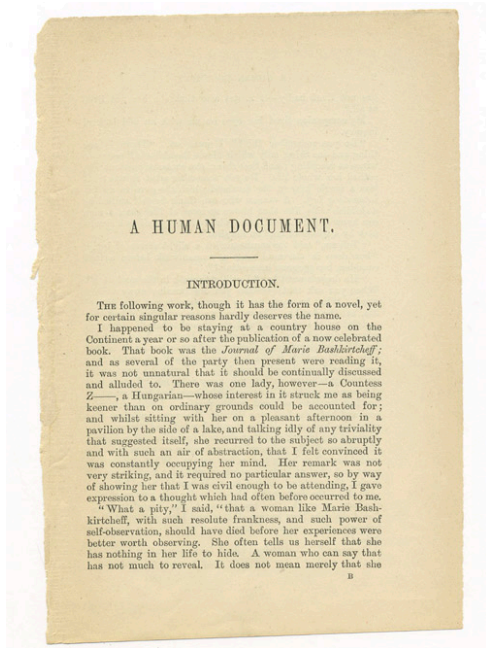 A HUMAN DOCUMENT.
INTRODUCTION.
THE following work, though it has the form of a novel, yet
for certain singular reasons hardly deserves the name.
I happened to be staying at a country house on the
Continent a year or so after the publication of a now celebrated
book. That book was the Journal of Marie Bashkirtcheff;
and as several of the party then present were reading it,
it was not unnatural that it should be continually discussed
and alluded to. There was one lady, however—a Countess
Z——, a Hungarian—whose interest in it struck me as being
keener than on ordinary grounds could be accounted for;
and whilst sitting with her on a pleasant afternoon in a
pavilion by the side of a lake, and talking idly of any triviality
that suggested itself, she recurred to the subject so abruptly
and with such an air of abstraction, that I felt convinced it
was constantly occupying her mind. Her remark was not
very striking, and it required no particular answer, so by way
of showing her that I was civil enough to be attending, I gave
expression to a thought which had often before occurred to me.
"What a pity," I said, "that a woman like Marie Bash-
kirtcheff, with such resolute frankness, and such power of
self-observation, should have died before her experiences were
better worth observing. She often tells us herself that she
has nothing in her life to hide. A woman who can say that
has not much to reveal. It does not mean merely that she
B